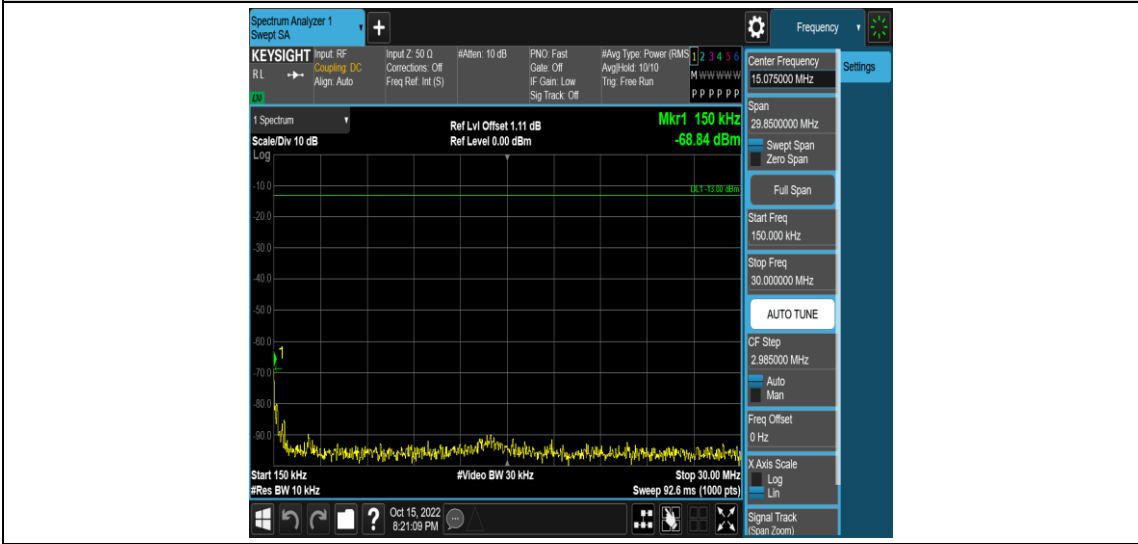 Spectrum Analyzer 1
Swept SA
+
Frequency
KEYSIGHT
RL
LM
Input: RF
Coupling: DC
Align: Auto
Input Z: 50 Ω
Corrections: Off
Freq Ref: Int (S)
#Atten: 10 dB
PNO: Fast
Gate: Off
IF Gain: Low
Sig Track: Off
#Avg Type: Power (RMS
Avg|Hold: 10/10
Trig: Free Run
1 2 3 4 5 6
M W W W W W
P P P P P P
1 Spectrum
Scale/Div 10 dB
Ref Lvl Offset 1.11 dB
Ref Level 0.00 dBm
Mkr1 150 kHz
-68.84 dBm
Log
-10.0
-20.0
-30.0
-40.0
-50.0
-60.0
-70.0
-80.0
-90.0
DL1 -13.00 dBm
1
Start 150 kHz
#Res BW 10 kHz
#Video BW 30 kHz
Stop 30.00 MHz
Sweep 92.6 ms (1000 pts)
?
Oct 15, 2022
8:21:09 PM
Center Frequency
15.075000 MHz
Settings
Span
29.8500000 MHz
Swept Span
Zero Span
Full Span
Start Freq
150.000 kHz
Stop Freq
30.000000 MHz
AUTO TUNE
CF Step
2.985000 MHz
Auto
Man
Freq Offset
0 Hz
X Axis Scale
Log
Lin
Signal Track
(Span Zoom)